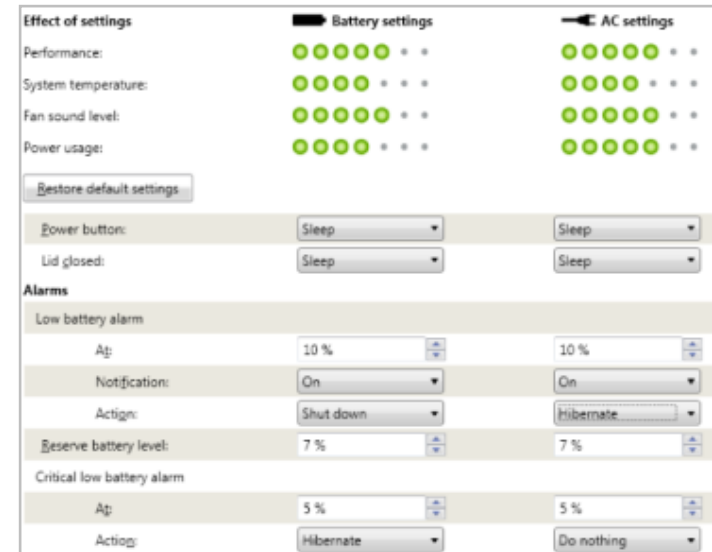 Effect of settings Battery settings AC settings
Performance:
System temperature:
Fan sound level:
Power usage:
Restore default settings
Power button: Sleep Sleep
Lid closed: Sleep Sleep
Alarms
Low battery alarm
At: 10 % 10 %
Notification: On On
Action: Shut down Hibernate
Reserve battery level: 7 % 7 %
Critical low battery alarm
At: 5 % 5 %
Action: Hibernate Do nothing